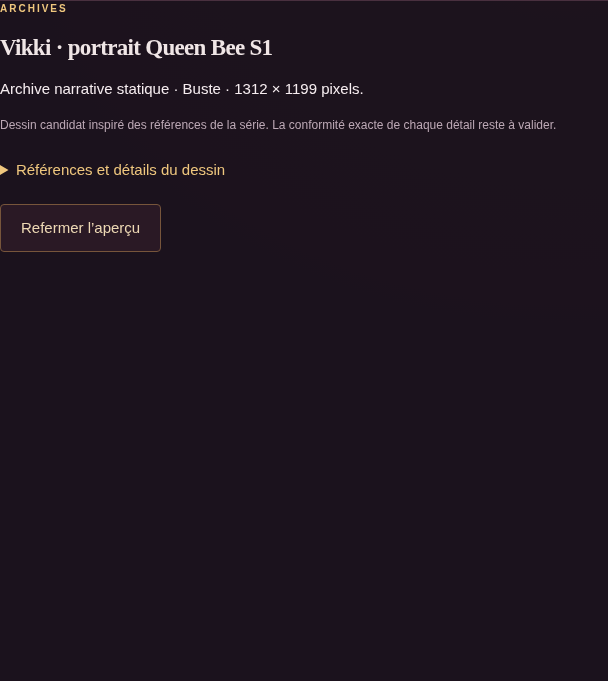 ARCHIVES
Vikki · portrait Queen Bee S1
Archive narrative statique · Buste · 1312 × 1199 pixels.
Dessin candidat inspiré des références de la série. La conformité exacte de chaque détail reste à valider.
Références et détails du dessin
Refermer l’aperçu